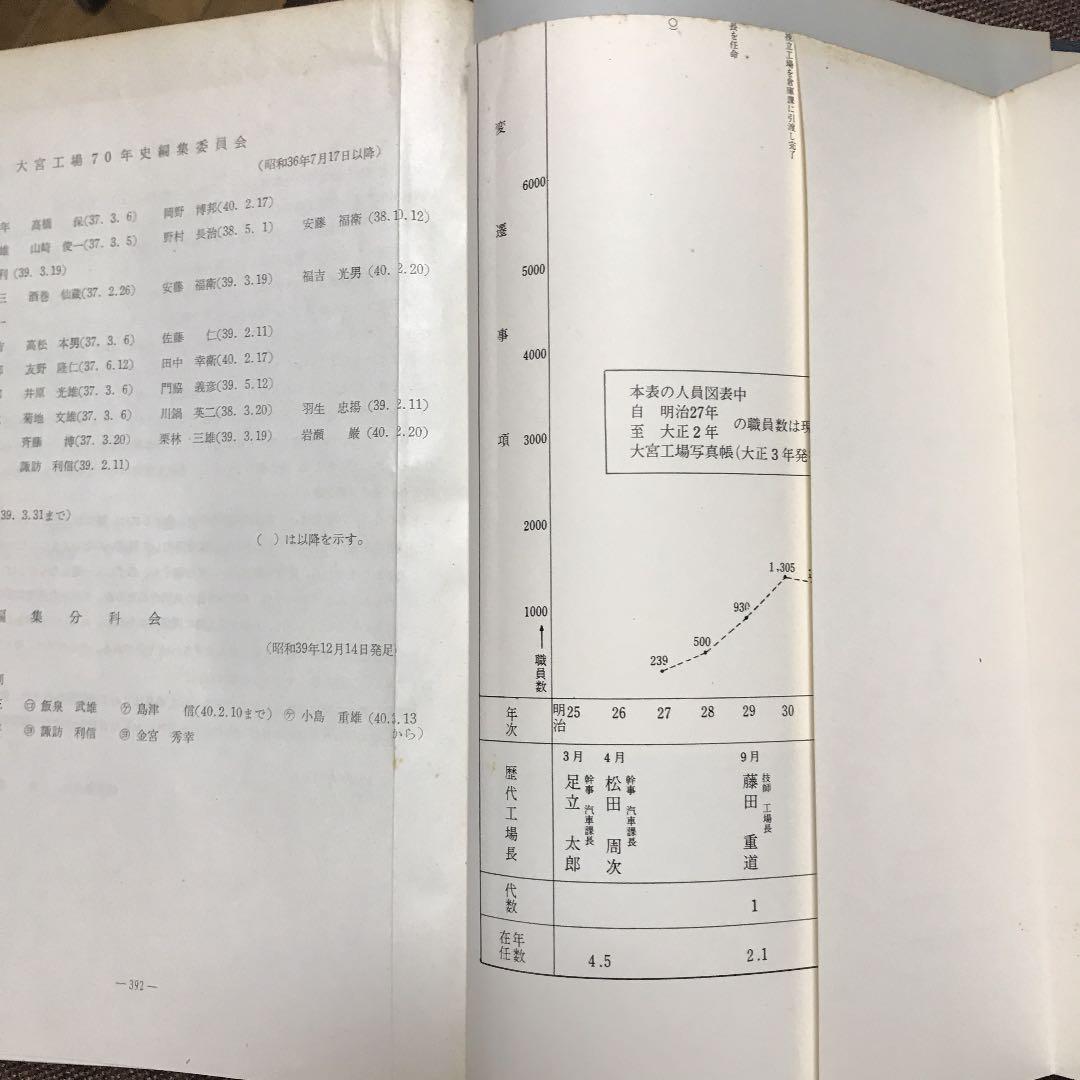 大宮工場70年史編集委員会
(昭和36年7月17日以降)
年 高橋 保(37.3.6) 岡野 博邦(40.2.17)
雄 山崎 俊一(37.3.5) 野村 長治(38.5.1) 安藤 福衛(38.10.12)
利(39.3.19)
三 酒巻 仙蔵(37.2.26) 安藤 福衛(39.3.19) 福吉 光男(40.2.20)
高松 本男(37.3.6) 佐藤 仁(39.2.11)
友野 隆仁(37.6.12) 田中 幸衛(40.2.17)
井原 光雄(37.3.6) 門脇 義彦(39.5.12)
菊地 文雄(37.3.6) 川鍋 英二(38.3.20) 羽生 忠揚(39.2.11)
斉藤 博(37.3.20) 栗林 三雄(39.3.19) 岩瀬 巌(40.2.20)
諏訪 利信(39.2.11)
39.3.31まで)
( )は以降を示す。
編集分科会
(昭和39年12月14日発足)
飯泉 武雄 島津 信(40.2.10まで) 小島 重雄(40.3.13
から)
諏訪 利信 金宮 秀幸
―392―
長を任命
工場を倉庫課に引渡し完了
変遷事項
6000
5000
4000
3000
2000
1000
職員数
本表の人員図表中
自 明治27年
至 大正2年
の職員数は現
大宮工場写真帳(大正3年発
239
500
930
1,305
年次
明治25 26 27 28 29 30
歴代工場長
3月 4月 9月
足立 太郎
幹事 汽車課長
松田 周次
幹事 汽車課長
藤田 重道
技師 工場長
代数
1
在任年数
4.5 2.1